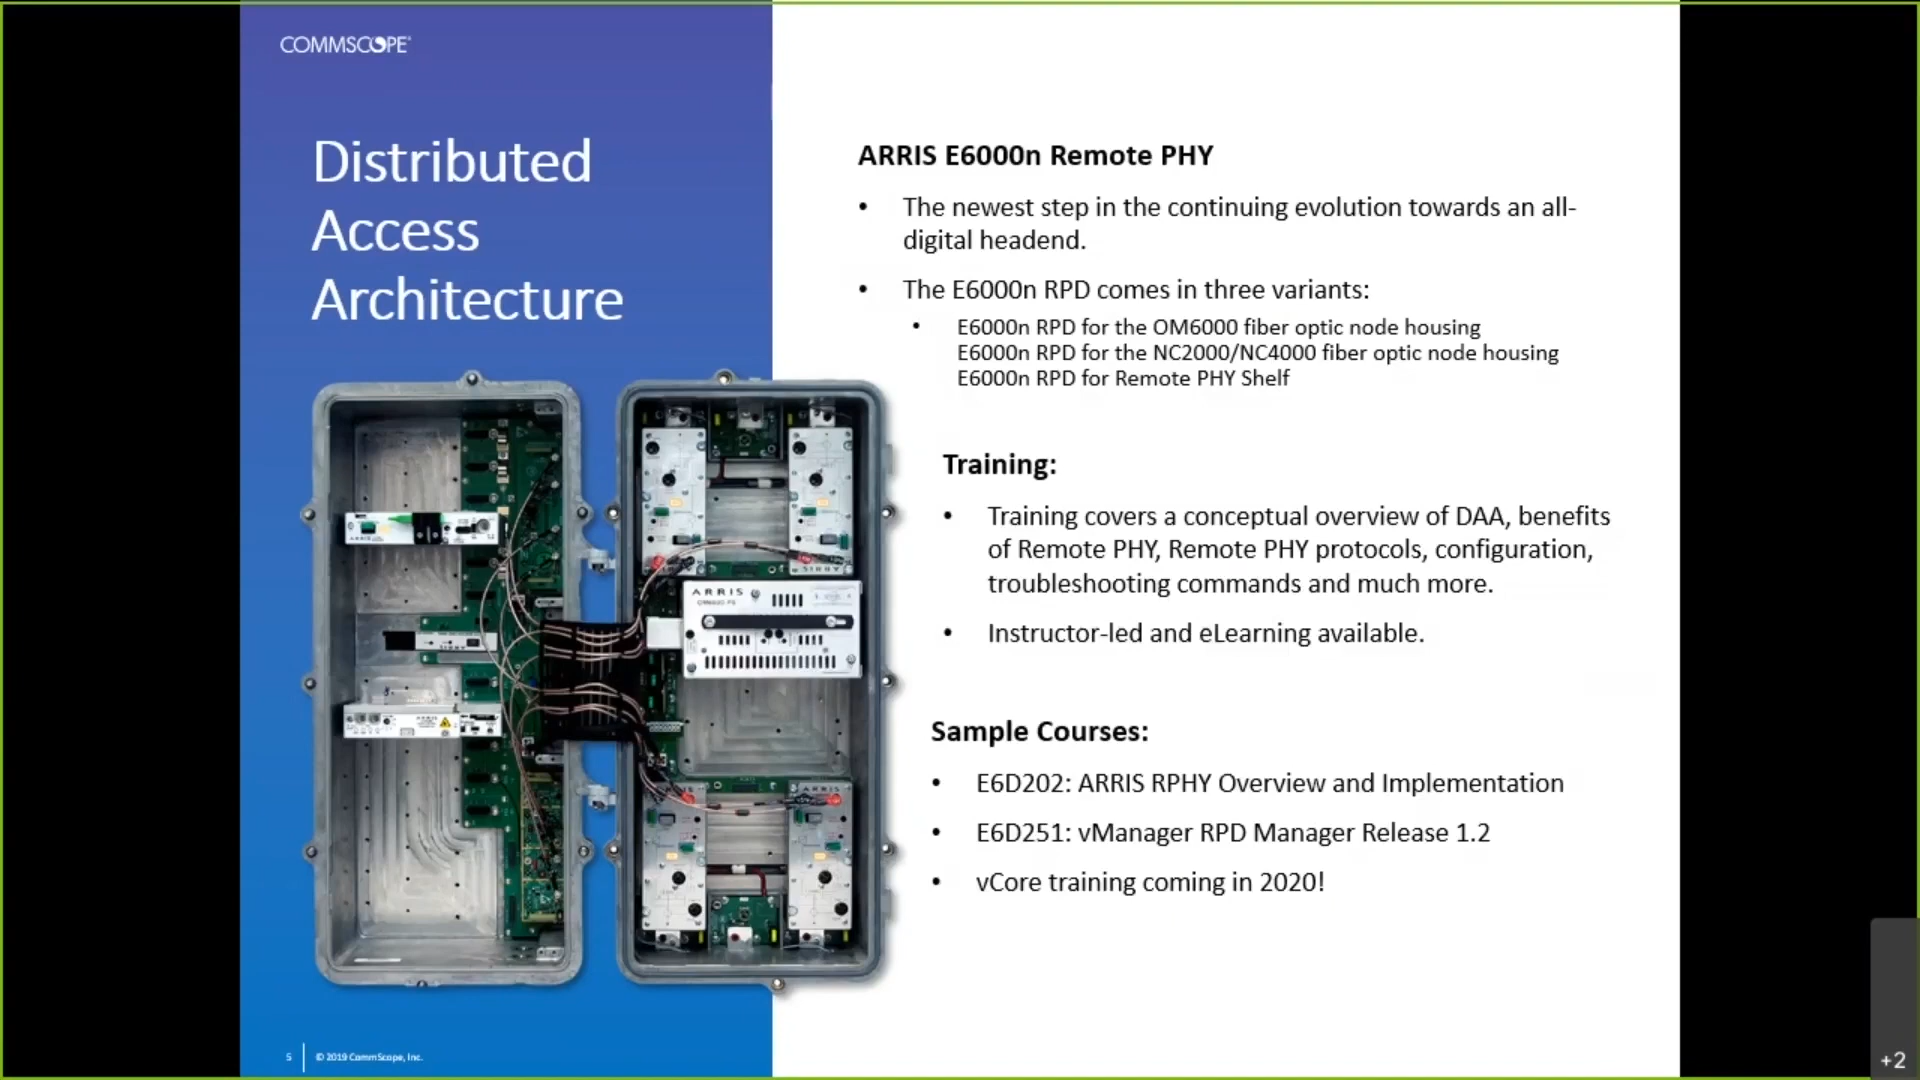 COMMSCOPE®
Distributed
Access
Architecture
ARRIS E6000n Remote PHY
• The newest step in the continuing evolution towards an all-
digital headend.
• The E6000n RPD comes in three variants:
• E6000n RPD for the OM6000 fiber optic node housing
E6000n RPD for the NC2000/NC4000 fiber optic node housing
E6000n RPD for Remote PHY Shelf
Training:
• Training covers a conceptual overview of DAA, benefits
of Remote PHY, Remote PHY protocols, configuration,
troubleshooting commands and much more.
• Instructor-led and eLearning available.
Sample Courses:
• E6D202: ARRIS RPHY Overview and Implementation
• E6D251: vManager RPD Manager Release 1.2
• vCore training coming in 2020!
ARRIS
5 © 2019 CommScope, Inc.
+2